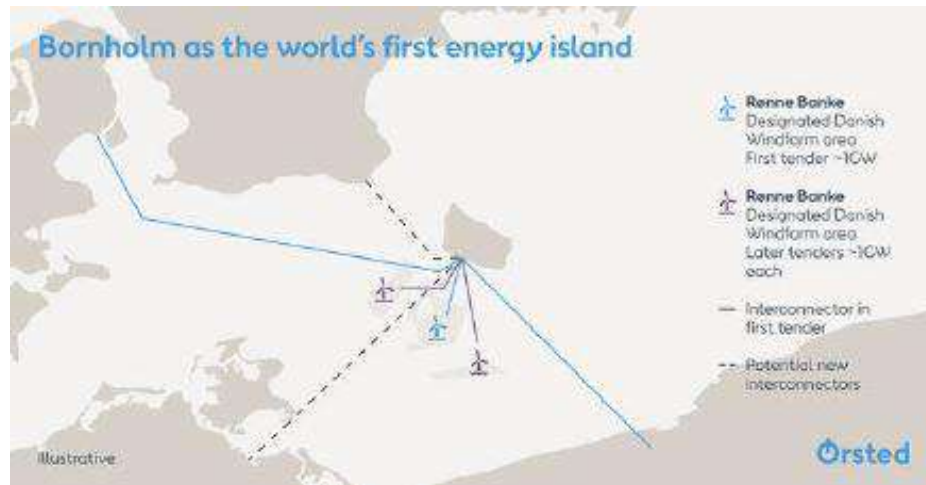 Bornholm as the world's first energy island
Rønne Banke
Designated Danish
Windfarm area
First tender ~1GW
Rønne Banke
Designated Danish
Windfarm area
Later tenders ~1GW
each
Interconnector in
first tender
Potential new
interconnectors
Illustrative
Ørsted